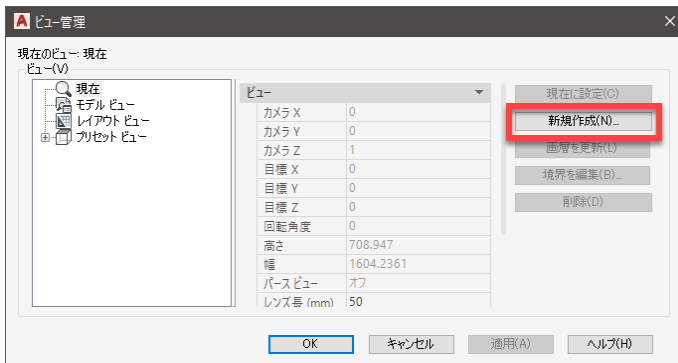 A ビュー管理
現在のビュー: 現在
ビュー(V)
現在
モデル ビュー
レイアウト ビュー
プリセット ビュー
ビュー
カメラ X 0
カメラ Y 0
カメラ Z 1
目標 X 0
目標 Y 0
目標 Z 0
回転角度 0
高さ 708.947
幅 1604.2361
パース ビュー オフ
レンズ長 (mm) 50
現在に設定(C)
新規作成(N)...
画層を更新(L)
境界を編集(B)...
削除(D)
OK キャンセル 適用(A) ヘルプ(H)